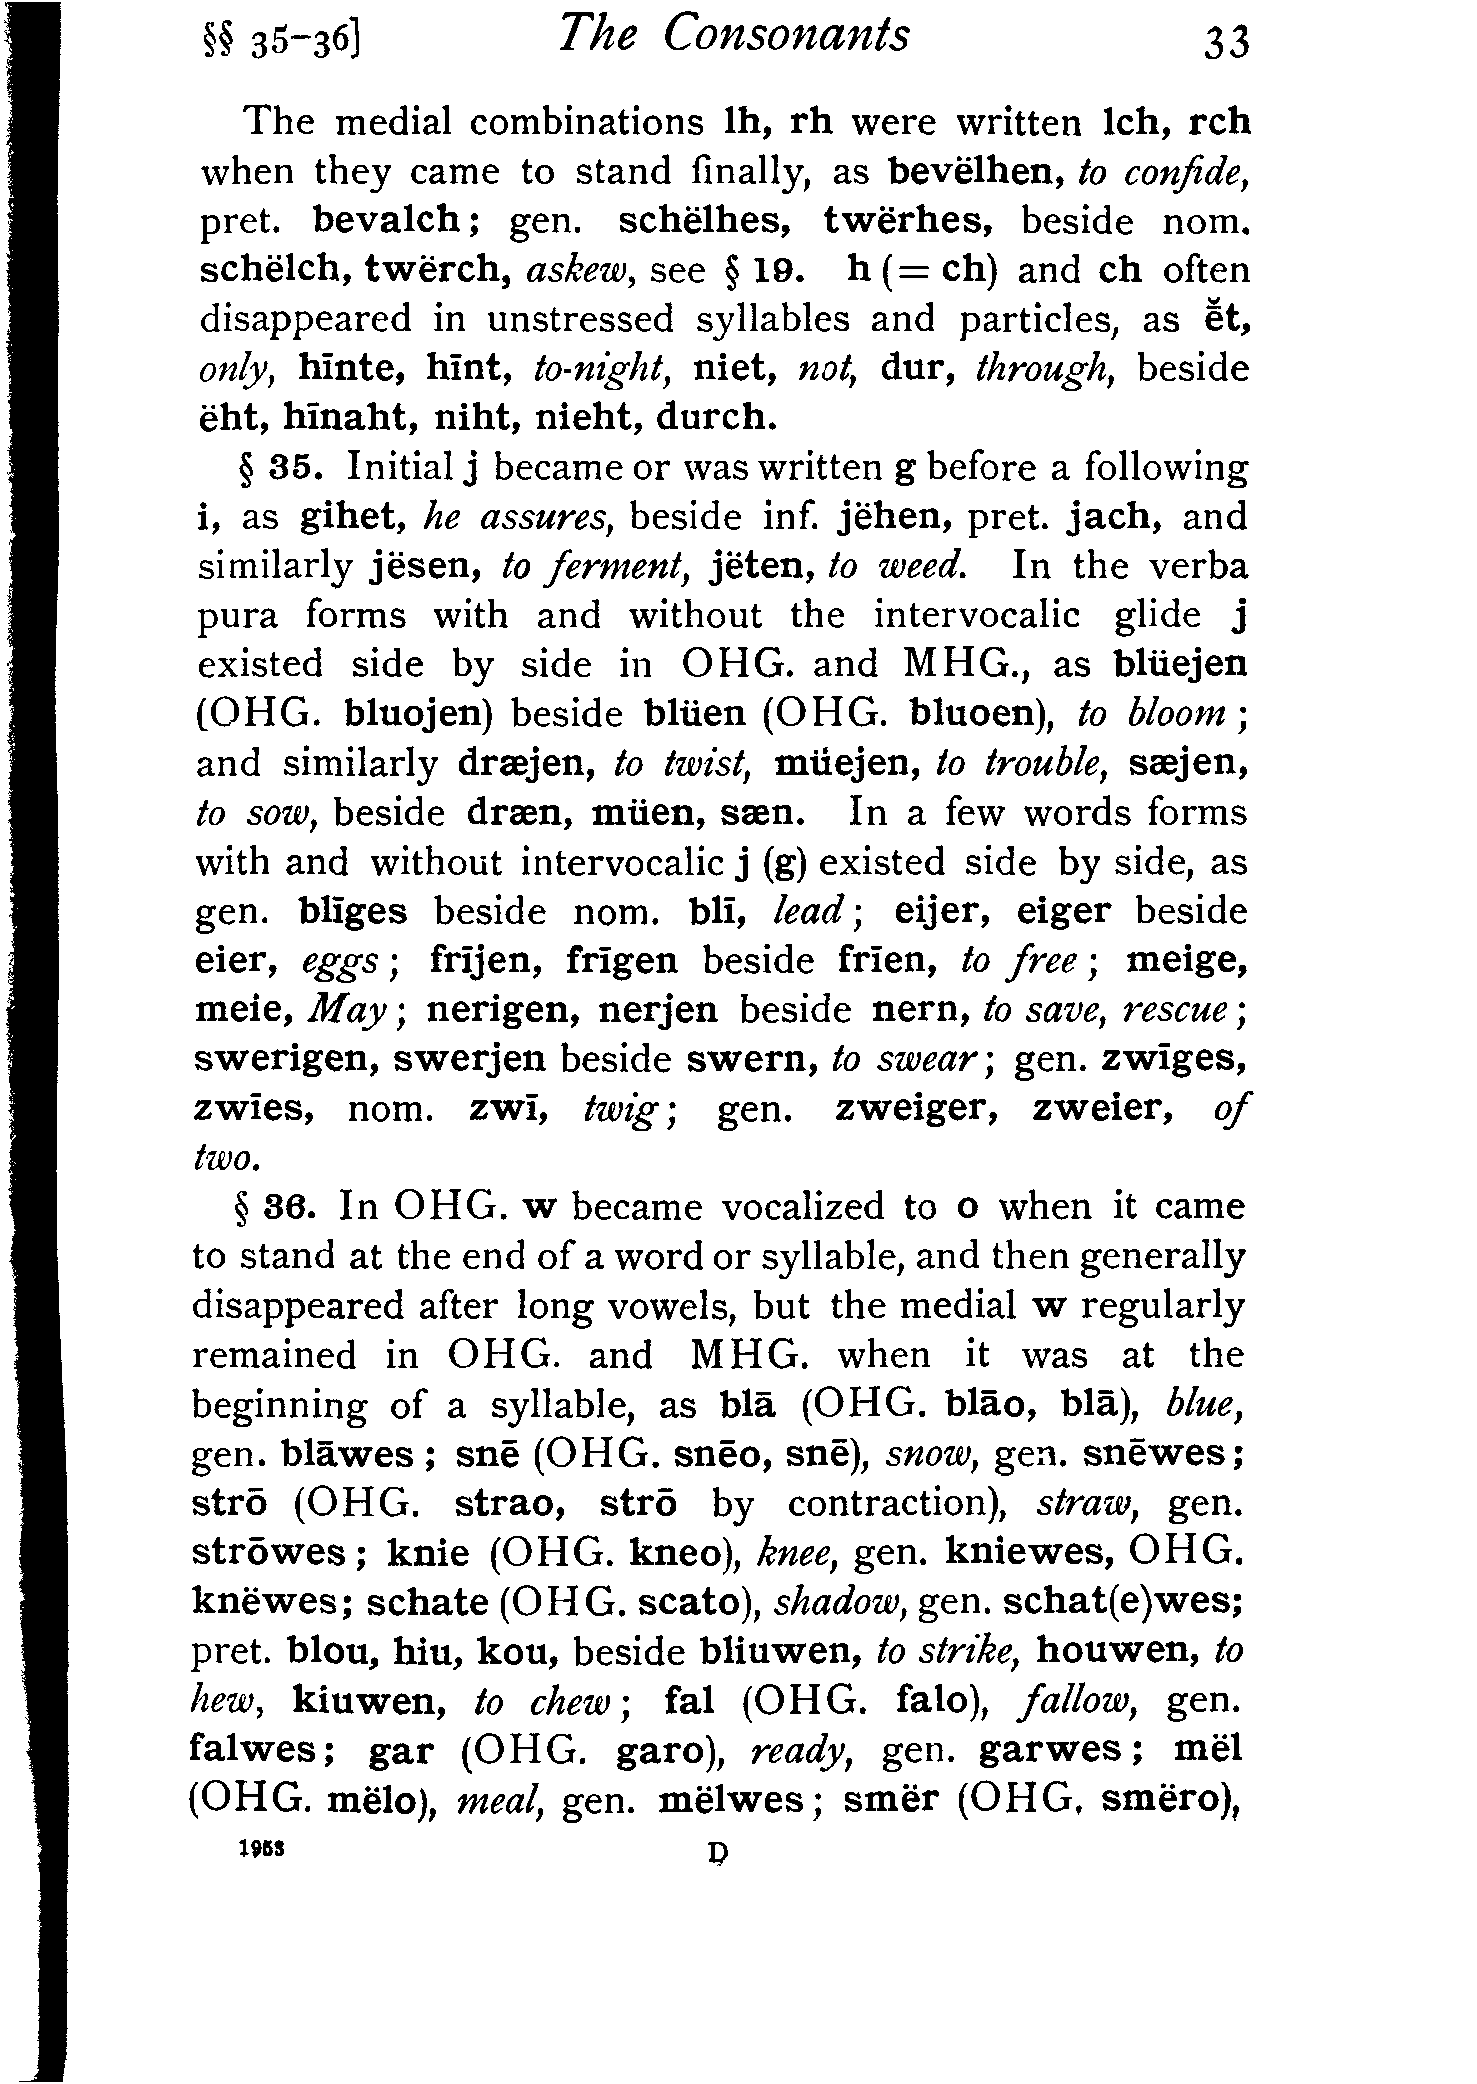 §§ 35–36] The Consonants 33
The medial combinations lh, rh were written lch, rch
when they came to stand finally, as bevëlhen, to confide,
pret. bevalch; gen. schëlhes, twërhes, beside nom.
schëlch, twërch, askew, see § 19. h (= ch) and ch often
disappeared in unstressed syllables and particles, as ë̆t,
only, hīnte, hīnt, to-night, niet, not, dur, through, beside
ëht, hīnaht, niht, nieht, durch.
§ 35. Initial j became or was written g before a following
i, as gihet, he assures, beside inf. jëhen, pret. jach, and
similarly jësen, to ferment, jëten, to weed. In the verba
pura forms with and without the intervocalic glide j
existed side by side in OHG. and MHG., as blüejen
(OHG. bluojen) beside blüen (OHG. bluoen), to bloom;
and similarly dræjen, to twist, müejen, to trouble, sæjen,
to sow, beside dræn, müen, sæn. In a few words forms
with and without intervocalic j (g) existed side by side, as
gen. blīges beside nom. blī, lead; eijer, eiger beside
eier, eggs; frījen, frīgen beside frīen, to free; meige,
meie, May; nerigen, nerjen beside nern, to save, rescue;
swerigen, swerjen beside swern, to swear; gen. zwīges,
zwīes, nom. zwī, twig; gen. zweiger, zweier, of
two.
§ 36. In OHG. w became vocalized to o when it came
to stand at the end of a word or syllable, and then generally
disappeared after long vowels, but the medial w regularly
remained in OHG. and MHG. when it was at the
beginning of a syllable, as blā (OHG. blāo, blā), blue,
gen. blāwes; snē (OHG. snēo, snē), snow, gen. snēwes;
strō (OHG. strao, strō by contraction), straw, gen.
strōwes; knie (OHG. kneo), knee, gen. kniewes, OHG.
knëwes; schate (OHG. scato), shadow, gen. schat(e)wes;
pret. blou, hiu, kou, beside bliuwen, to strike, houwen, to
hew, kiuwen, to chew; fal (OHG. falo), fallow, gen.
falwes; gar (OHG. garo), ready, gen. garwes; mël
(OHG. mëlo), meal, gen. mëlwes; smër (OHG. smëro),
1953 D